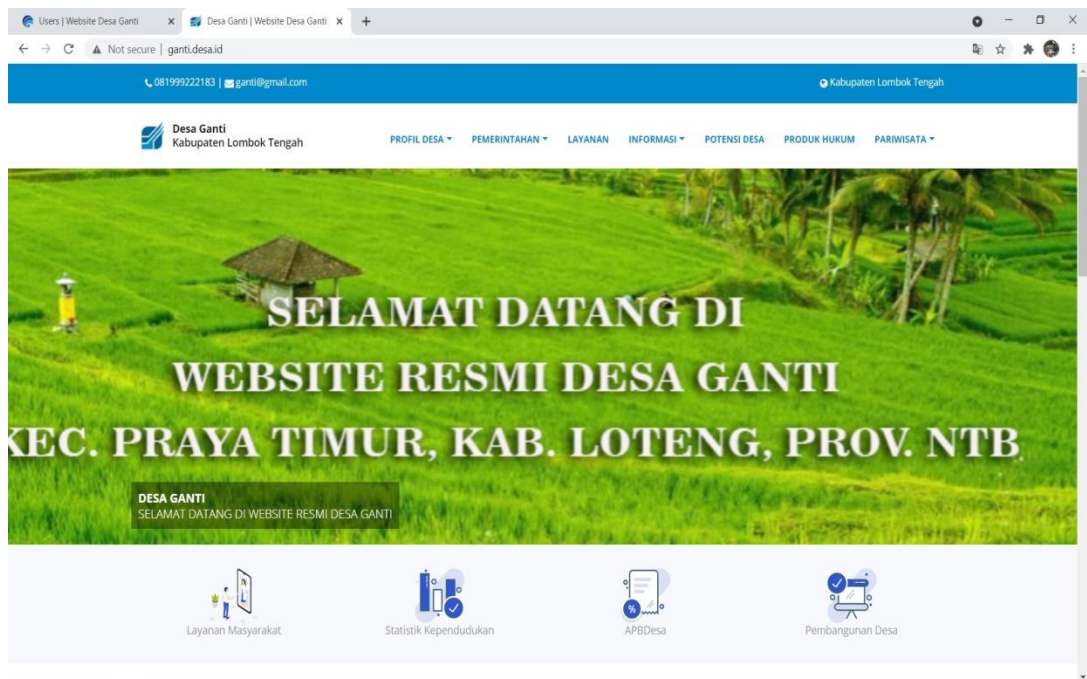 Users | Website Desa Ganti
Desa Ganti | Website Desa Ganti
Not secure | ganti.desa.id
081999222183 | ganti@gmail.com
Kabupaten Lombok Tengah
Desa Ganti
Kabupaten Lombok Tengah
PROFIL DESA PEMERINTAHAN LAYANAN INFORMASI POTENSI DESA PRODUK HUKUM PARIWISATA
SELAMAT DATANG DI
WEBSITE RESMI DESA GANTI
KEC. PRAYA TIMUR, KAB. LOTENG, PROV. NTB
DESA GANTI
SELAMAT DATANG DI WEBSITE RESMI DESA GANTI
Layanan Masyarakat
Statistik Kependudukan
APBDesa
Pembangunan Desa